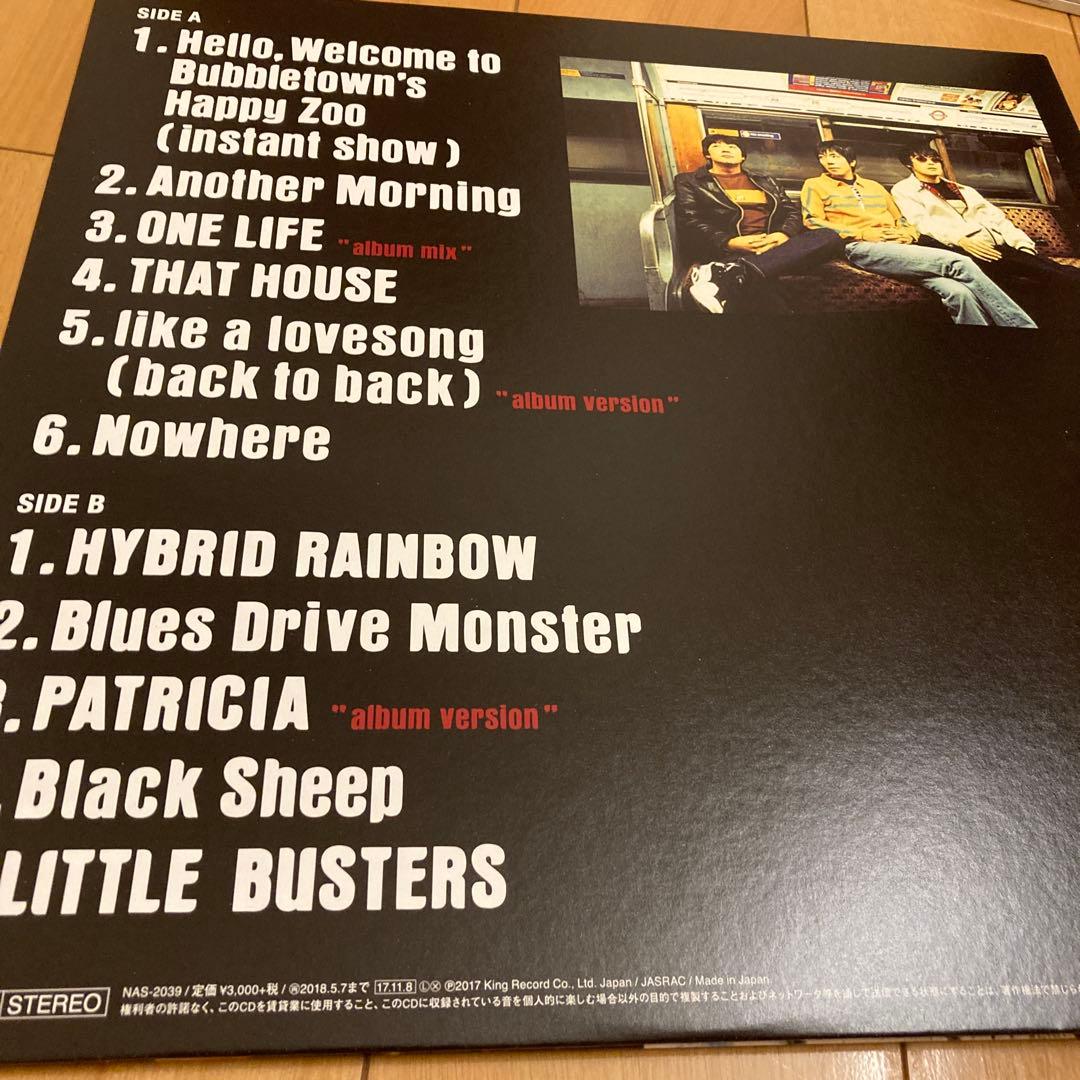 SIDE A
1. Hello, Welcome to
Bubbletown's
Happy Zoo
(instant show)
2. Another Morning
3. ONE LIFE "album mix"
4. THAT HOUSE
5. like a lovesong
(back to back) "album version"
6. Nowhere
SIDE B
1. HYBRID RAINBOW
2. Blues Drive Monster
3. PATRICIA "album version"
. Black Sheep
LITTLE BUSTERS
STEREO
NAS-2039 / 定価 ¥3,000+税 / ㊢2018.5.7まで 17.11.8 ⓁⓍ Ⓟ2017 King Record Co., Ltd. Japan / JASRAC / Made in Japan
権利者の許諾なく、このCDを賃貸業に使用すること、このCDに収録されている音を個人的に楽しむ場合以外の目的で複製することおよびネットワーク等を通じて送信できる状態にすることは、著作権法で禁じら